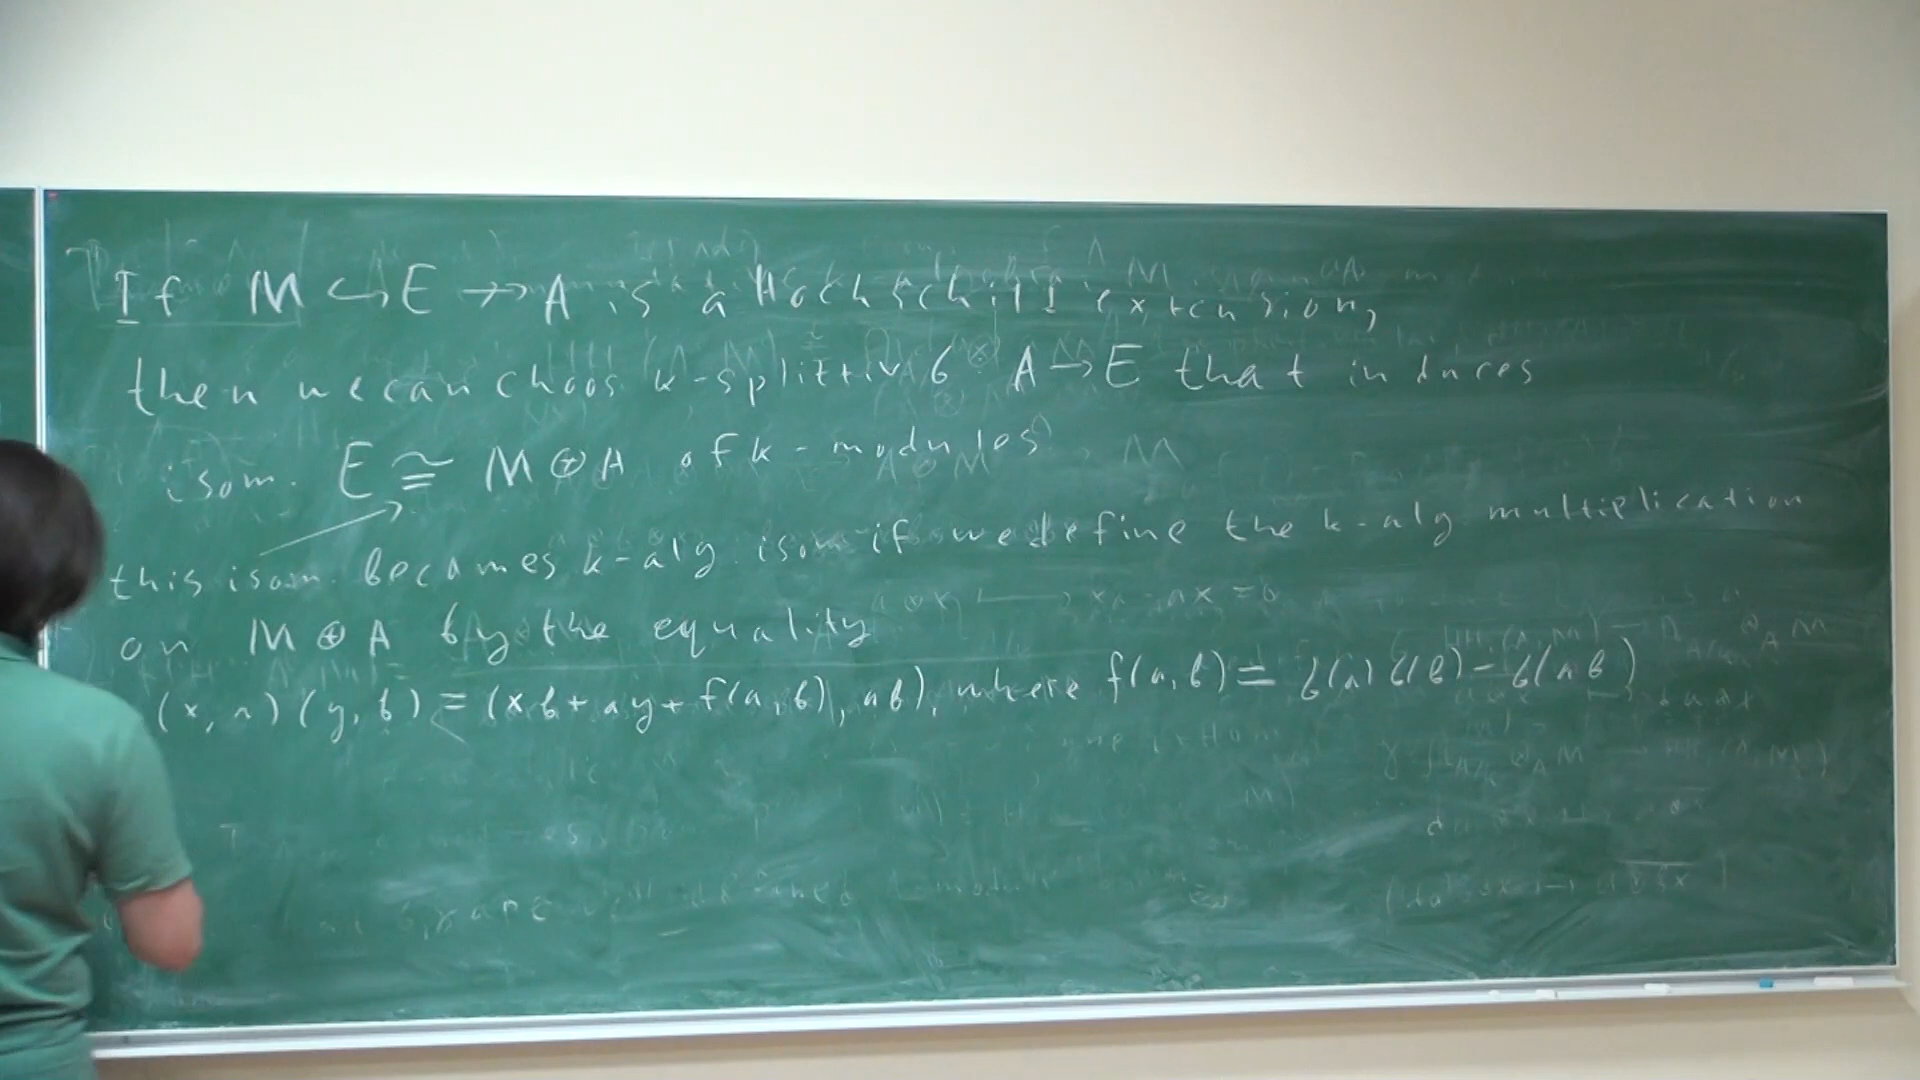 If M ↪ E ↠ A is a Hochschild extension,
then we can choos k-splittiv б: A → E that induces
isom. E ≅ M ⊕ A of k-modules
this isom. becomes k-alg. isom if we define the k-alg multiplication
on M ⊕ A by the equality
(x, a)(y, b) = (xb + ay + f(a, b), ab), where f(a, b) = б(a)б(b) - б(ab)